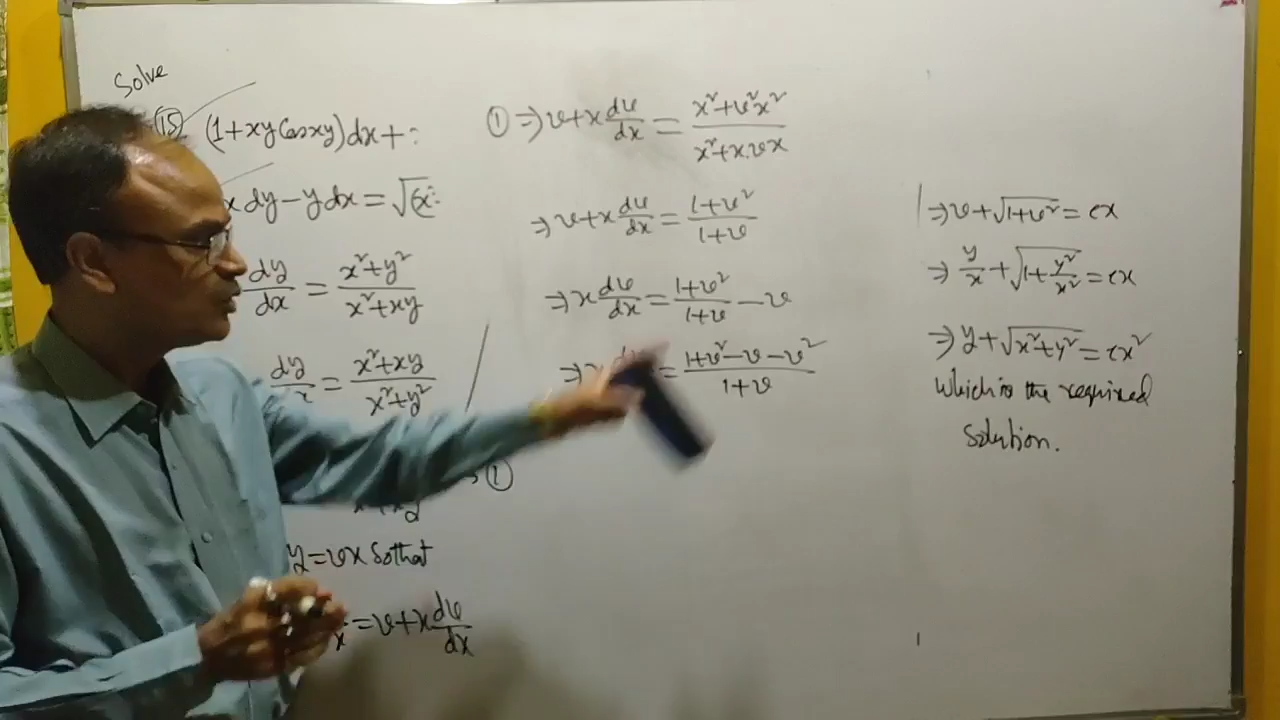 Solve
(15) (1+xy Cos xy)dx+
x dy - y dx = √(x
dy/dx = (x²+y²)/(x²+xy)
dy/ = (x²+xy)/(x²+y²)
①
y = vx So that
= v+x dv/dx
① ⇒ v+x dv/dx = (x²+v²x²)/(x²+x.vx)
⇒ v+x dv/dx = (1+v²)/(1+v)
⇒ x dv/dx = (1+v²)/(1+v) - v
⇒ = (1+v²-v-v²)/(1+v)
⇒ v+√(1+v²) = cx
⇒ y/x+√(1+y²/x²) = cx
⇒ y+√(x²+y²) = cx²
Which is the required
Solution.